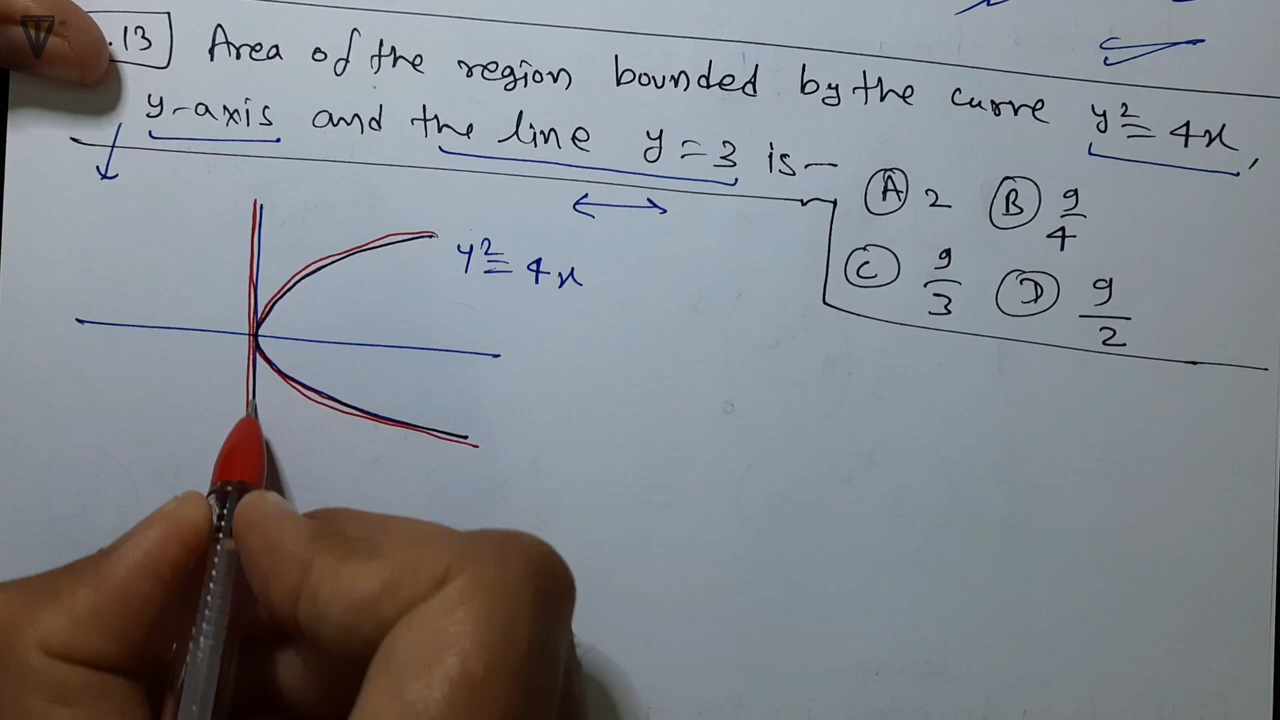 .13 Area of the region bounded by the curve y² = 4x,
y-axis and the line y = 3 is—
(A) 2 (B) 9/4
(C) 9/3 (D) 9/2
y² = 4x